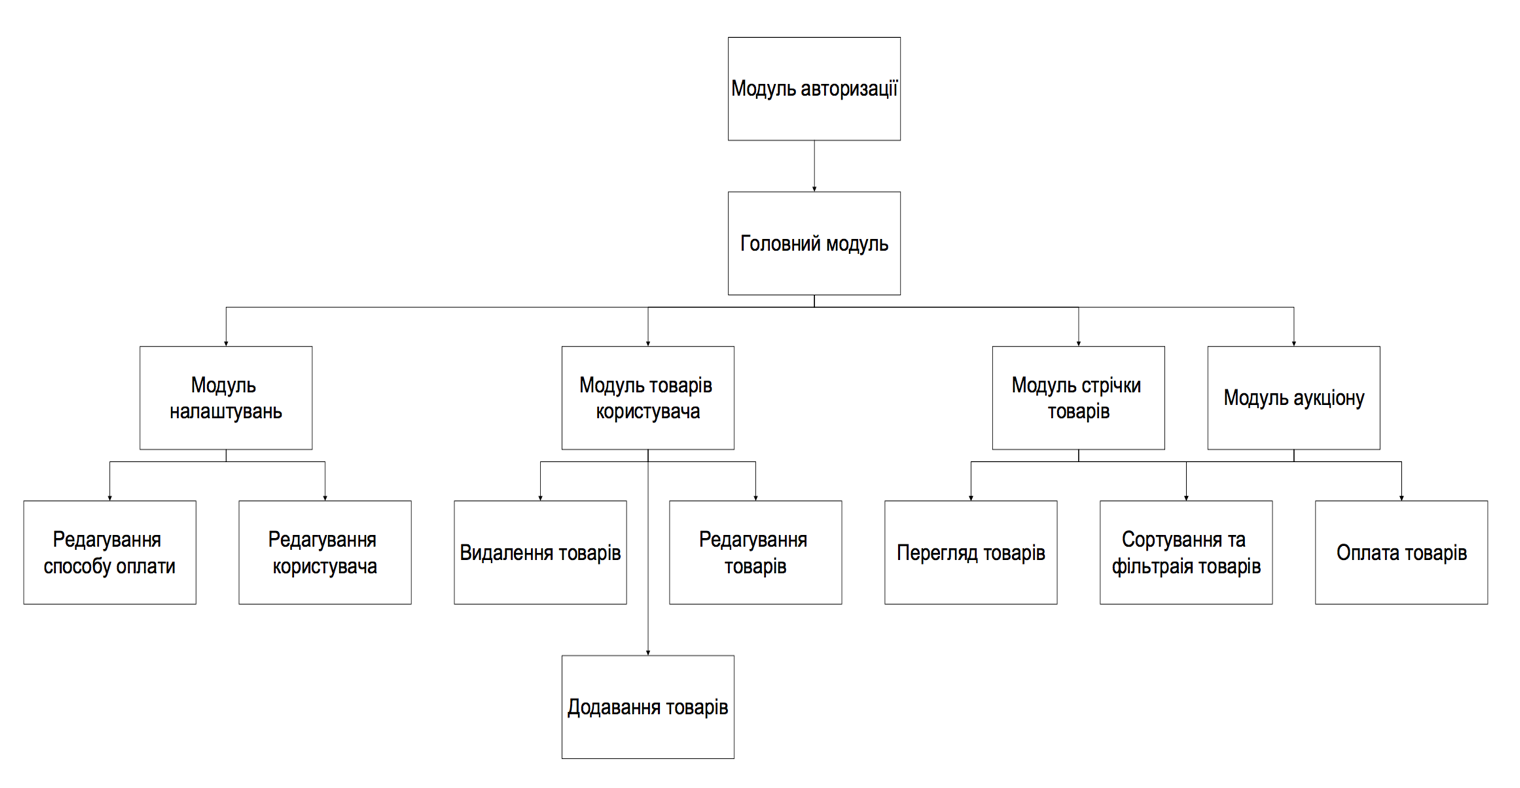 Модуль авторизації
Головний модуль
Модуль
налаштувань
Модуль товарів
користувача
Модуль стрічки
товарів
Модуль аукціону
Редагування
способу оплати
Редагування
користувача
Видалення товарів
Редагування
товарів
Перегляд товарів
Сортування та
фільтраія товарів
Оплата товарів
Додавання товарів